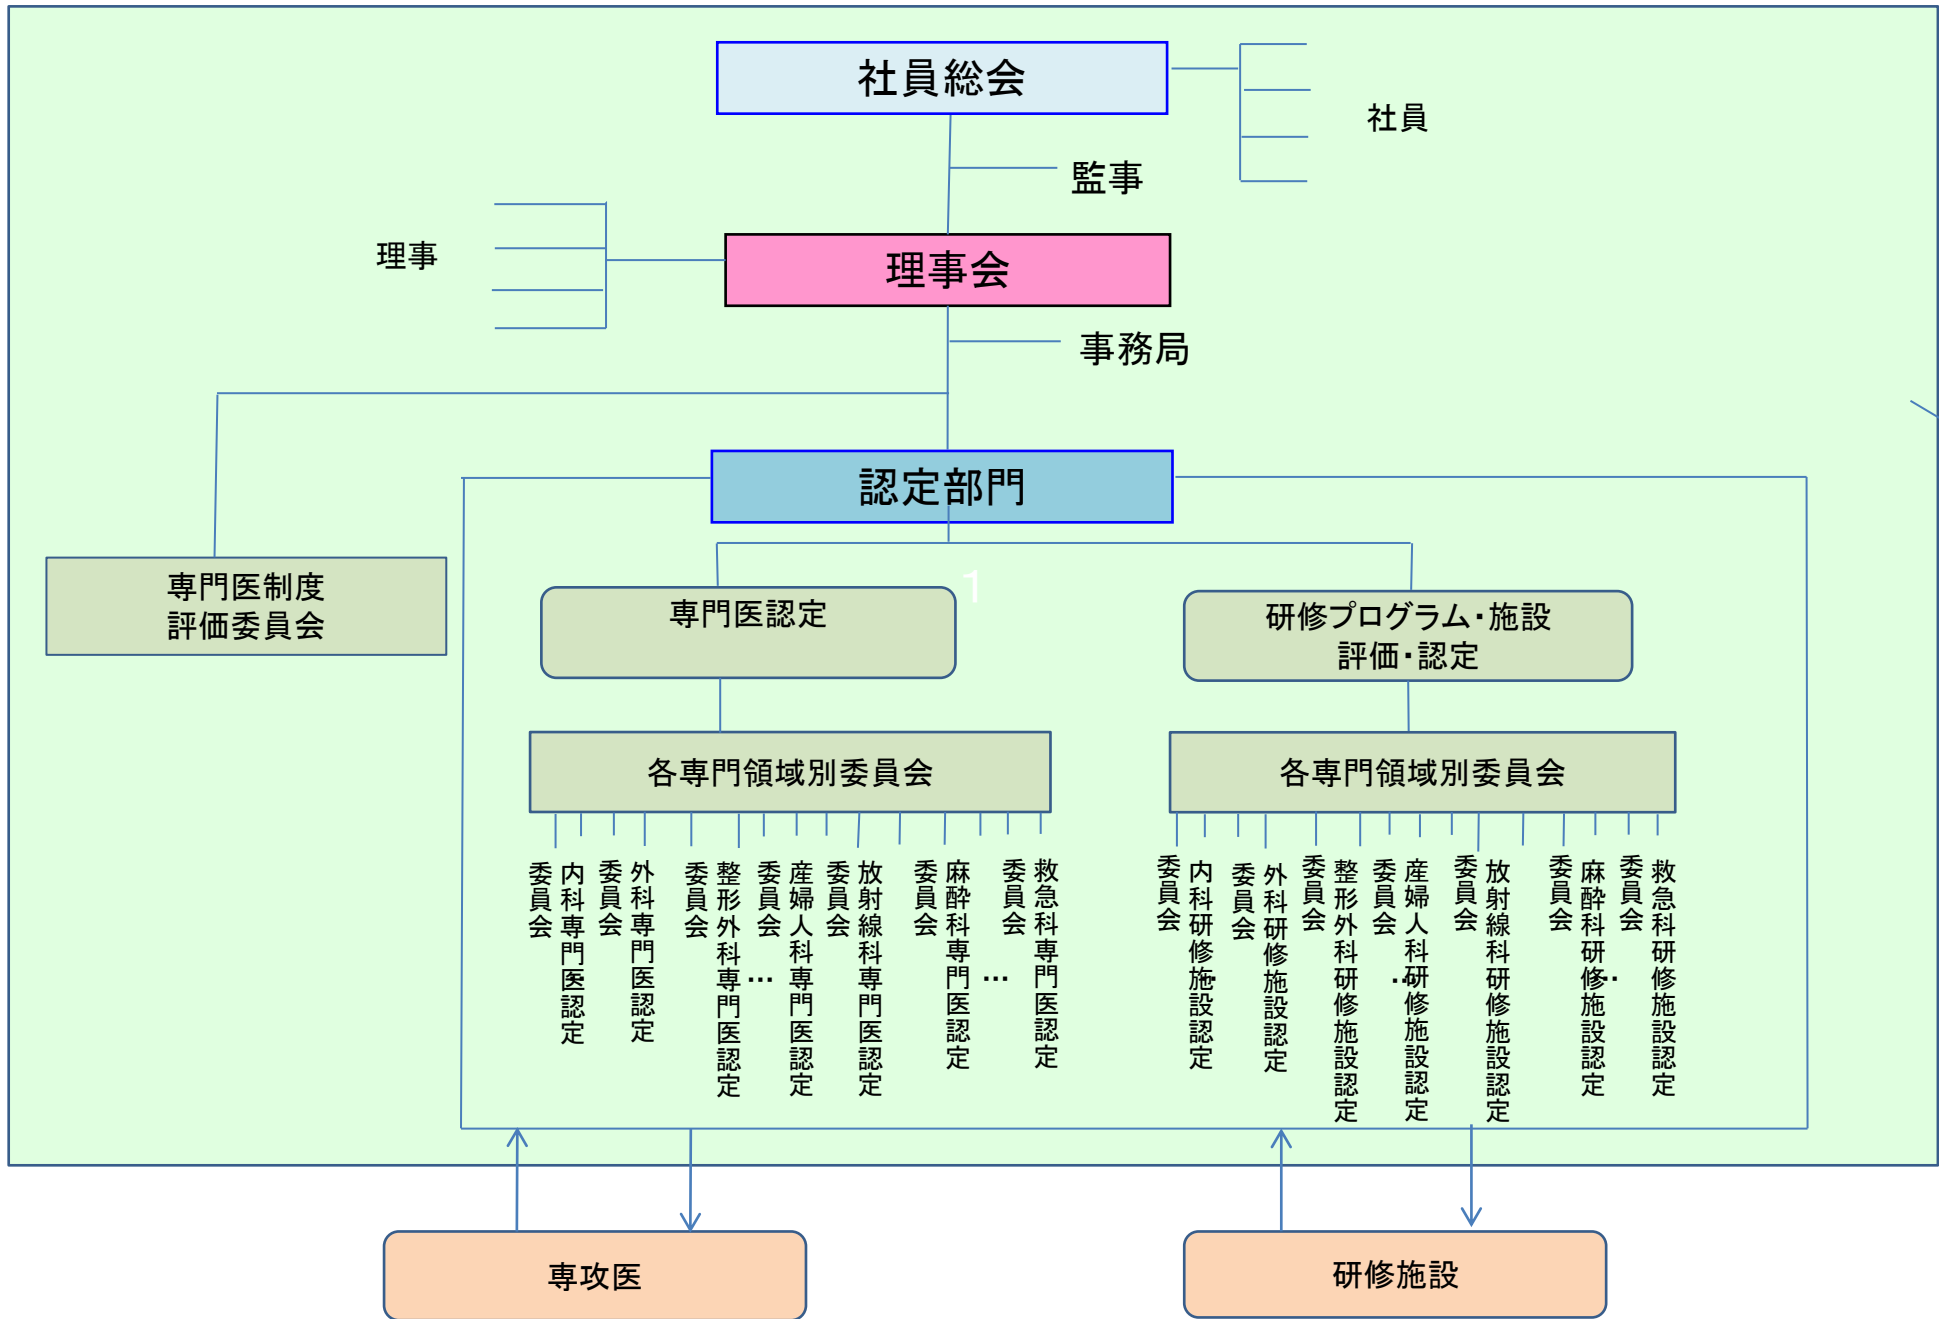 社員総会
社員
監事
理事
理事会
事務局
認定部門
専門医制度
評価委員会
1
専門医認定
研修プログラム・施設
評価・認定
各専門領域別委員会
各専門領域別委員会
内科専門医認定
委員会
外科専門医認定
委員会
整形外科専門医認定
委員会
…
産婦人科専門医認定
委員会
放射線科専門医認定
委員会
麻酔科専門医認定
委員会
…
救急科専門医認定
委員会
内科研修施設認定
委員会
外科研修施設認定
委員会
整形外科研修施設認定
委員会
…
産婦人科研修施設認定
委員会
放射線科研修施設認定
委員会
麻酔科研修施設認定
委員会
…
救急科研修施設認定
委員会
専攻医
研修施設